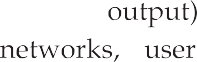 output)
networks, user